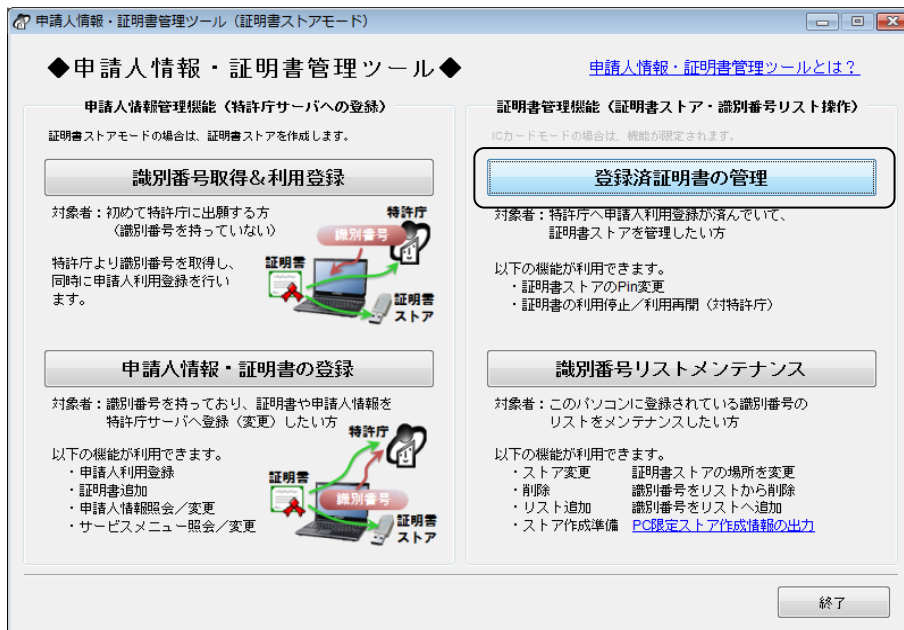 申請人情報・証明書管理ツール（証明書ストアモード）
◆申請人情報・証明書管理ツール◆
申請人情報・証明書管理ツールとは？
申請人情報管理機能（特許庁サーバへの登録）
証明書ストアモードの場合は、証明書ストアを作成します。
識別番号取得&利用登録
対象者：初めて特許庁に出願する方
（識別番号を持っていない）
特許庁より識別番号を取得し、
同時に申請人利用登録を行い
ます。
特許庁
識別番号
証明書
証明書
ストア
申請人情報・証明書の登録
対象者：識別番号を持っており、証明書や申請人情報を
特許庁サーバへ登録（変更）したい方
以下の機能が利用できます。
・申請人利用登録
・証明書追加
・申請人情報照会／変更
・サービスメニュー照会／変更
特許庁
証明書
識別番号
証明書
ストア
証明書管理機能（証明書ストア・識別番号リスト操作）
ICカードモードの場合は、機能が限定されます。
登録済証明書の管理
対象者：特許庁へ申請人利用登録が済んでいて、
証明書ストアを管理したい方
以下の機能が利用できます。
・証明書ストアのPin変更
・証明書の利用停止／利用再開（対特許庁）
識別番号リストメンテナンス
対象者：このパソコンに登録されている識別番号の
リストをメンテナンスしたい方
以下の機能が利用できます。
・ストア変更　証明書ストアの場所を変更
・削除　識別番号をリストから削除
・リスト追加　識別番号をリストへ追加
・ストア作成準備　PC限定ストア作成情報の出力
終了